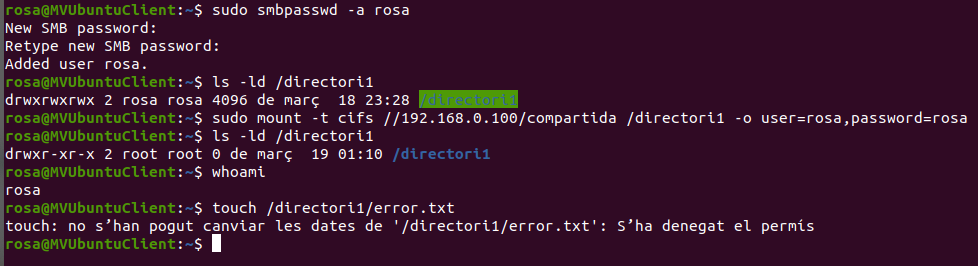 rosa@MVUbuntuClient:~$ sudo smbpasswd -a rosa
New SMB password:
Retype new SMB password:
Added user rosa.
rosa@MVUbuntuClient:~$ ls -ld /directori1
drwxrwxrwx 2 rosa rosa 4096 de març  18 23:28 /directori1
rosa@MVUbuntuClient:~$ sudo mount -t cifs //192.168.0.100/compartida /directori1 -o user=rosa,password=rosa
rosa@MVUbuntuClient:~$ ls -ld /directori1
drwxr-xr-x 2 root root 0 de març  19 01:10 /directori1
rosa@MVUbuntuClient:~$ whoami
rosa
rosa@MVUbuntuClient:~$ touch /directori1/error.txt
touch: no s’han pogut canviar les dates de '/directori1/error.txt': S’ha denegat el permís
rosa@MVUbuntuClient:~$